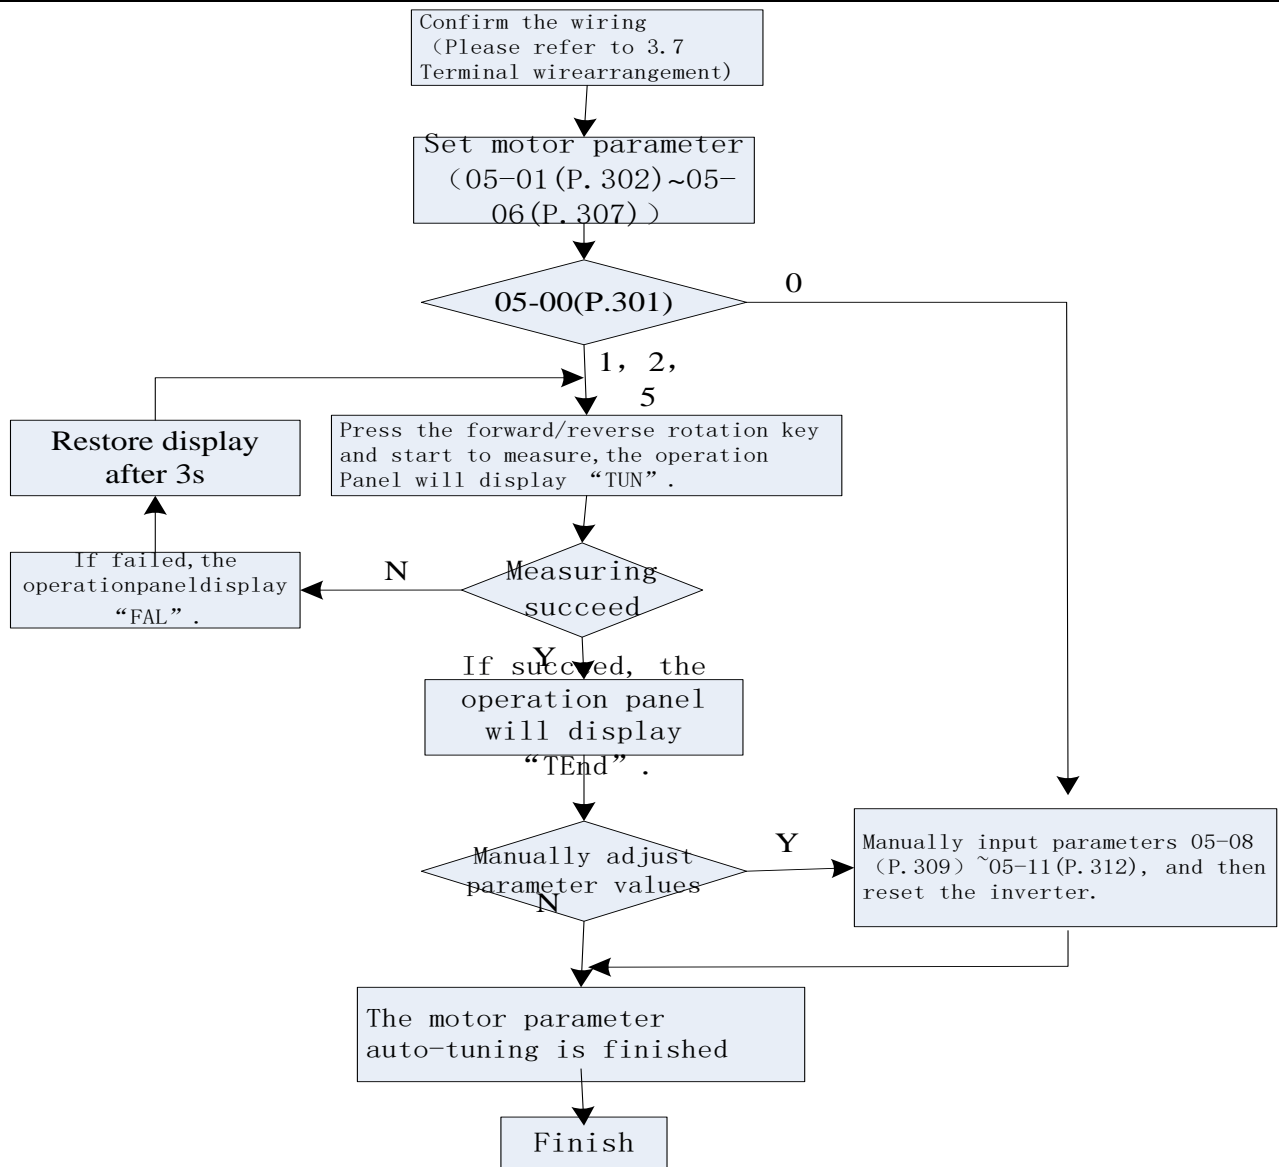 Confirm the wiring
（Please refer to 3.7
Terminal wirearrangement)
Set motor parameter
（05-01(P.302)~05-
06(P.307)）
05-00(P.301)
0
1, 2,
5
Restore display
after 3s
Press the forward/reverse rotation key
and start to measure,the operation
Panel will display “TUN”.
If failed,the
operationpaneldisplay
“FAL”.
N
Measuring
succeed
Y
If succeed, the
operation panel
will display
“TEnd”.
Manually adjust
parameter values
Y
N
Manually input parameters 05-08
（P.309）~05-11(P.312), and then
reset the inverter.
The motor parameter
auto-tuning is finished
Finish